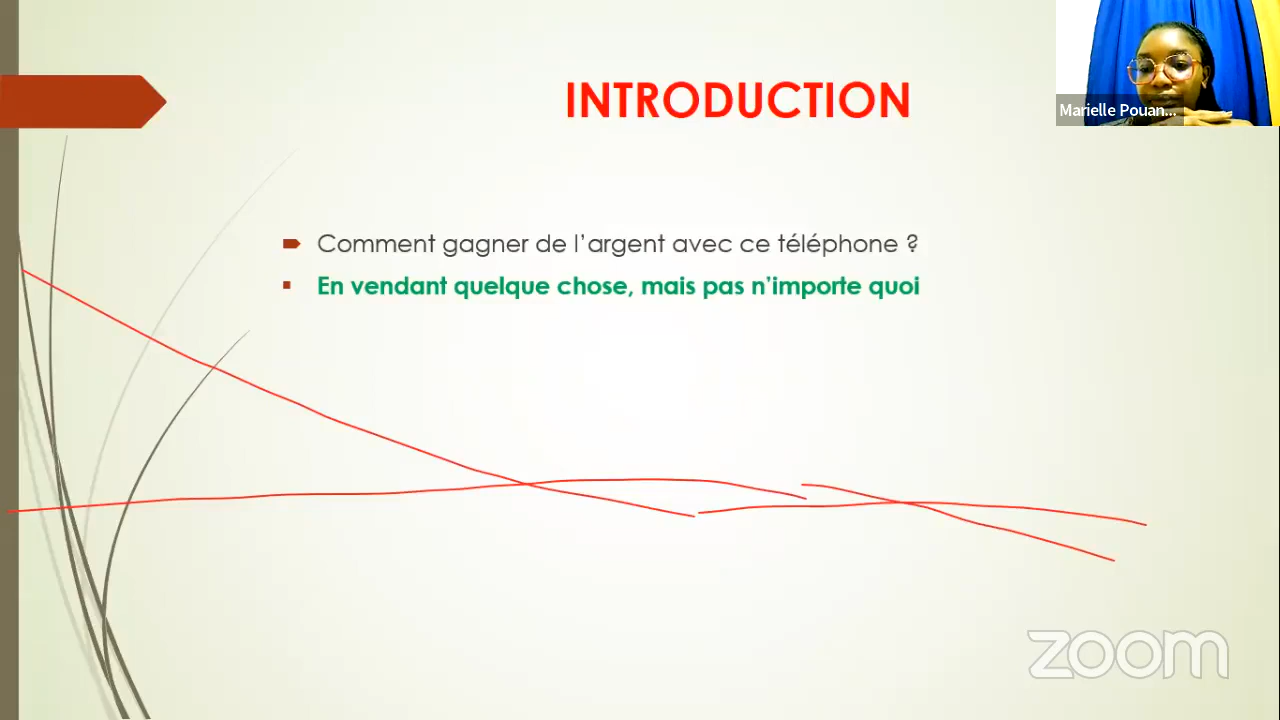 INTRODUCTION
Marielle Pouan...
Comment gagner de l'argent avec ce téléphone ?
En vendant quelque chose, mais pas n'importe quoi
zoom